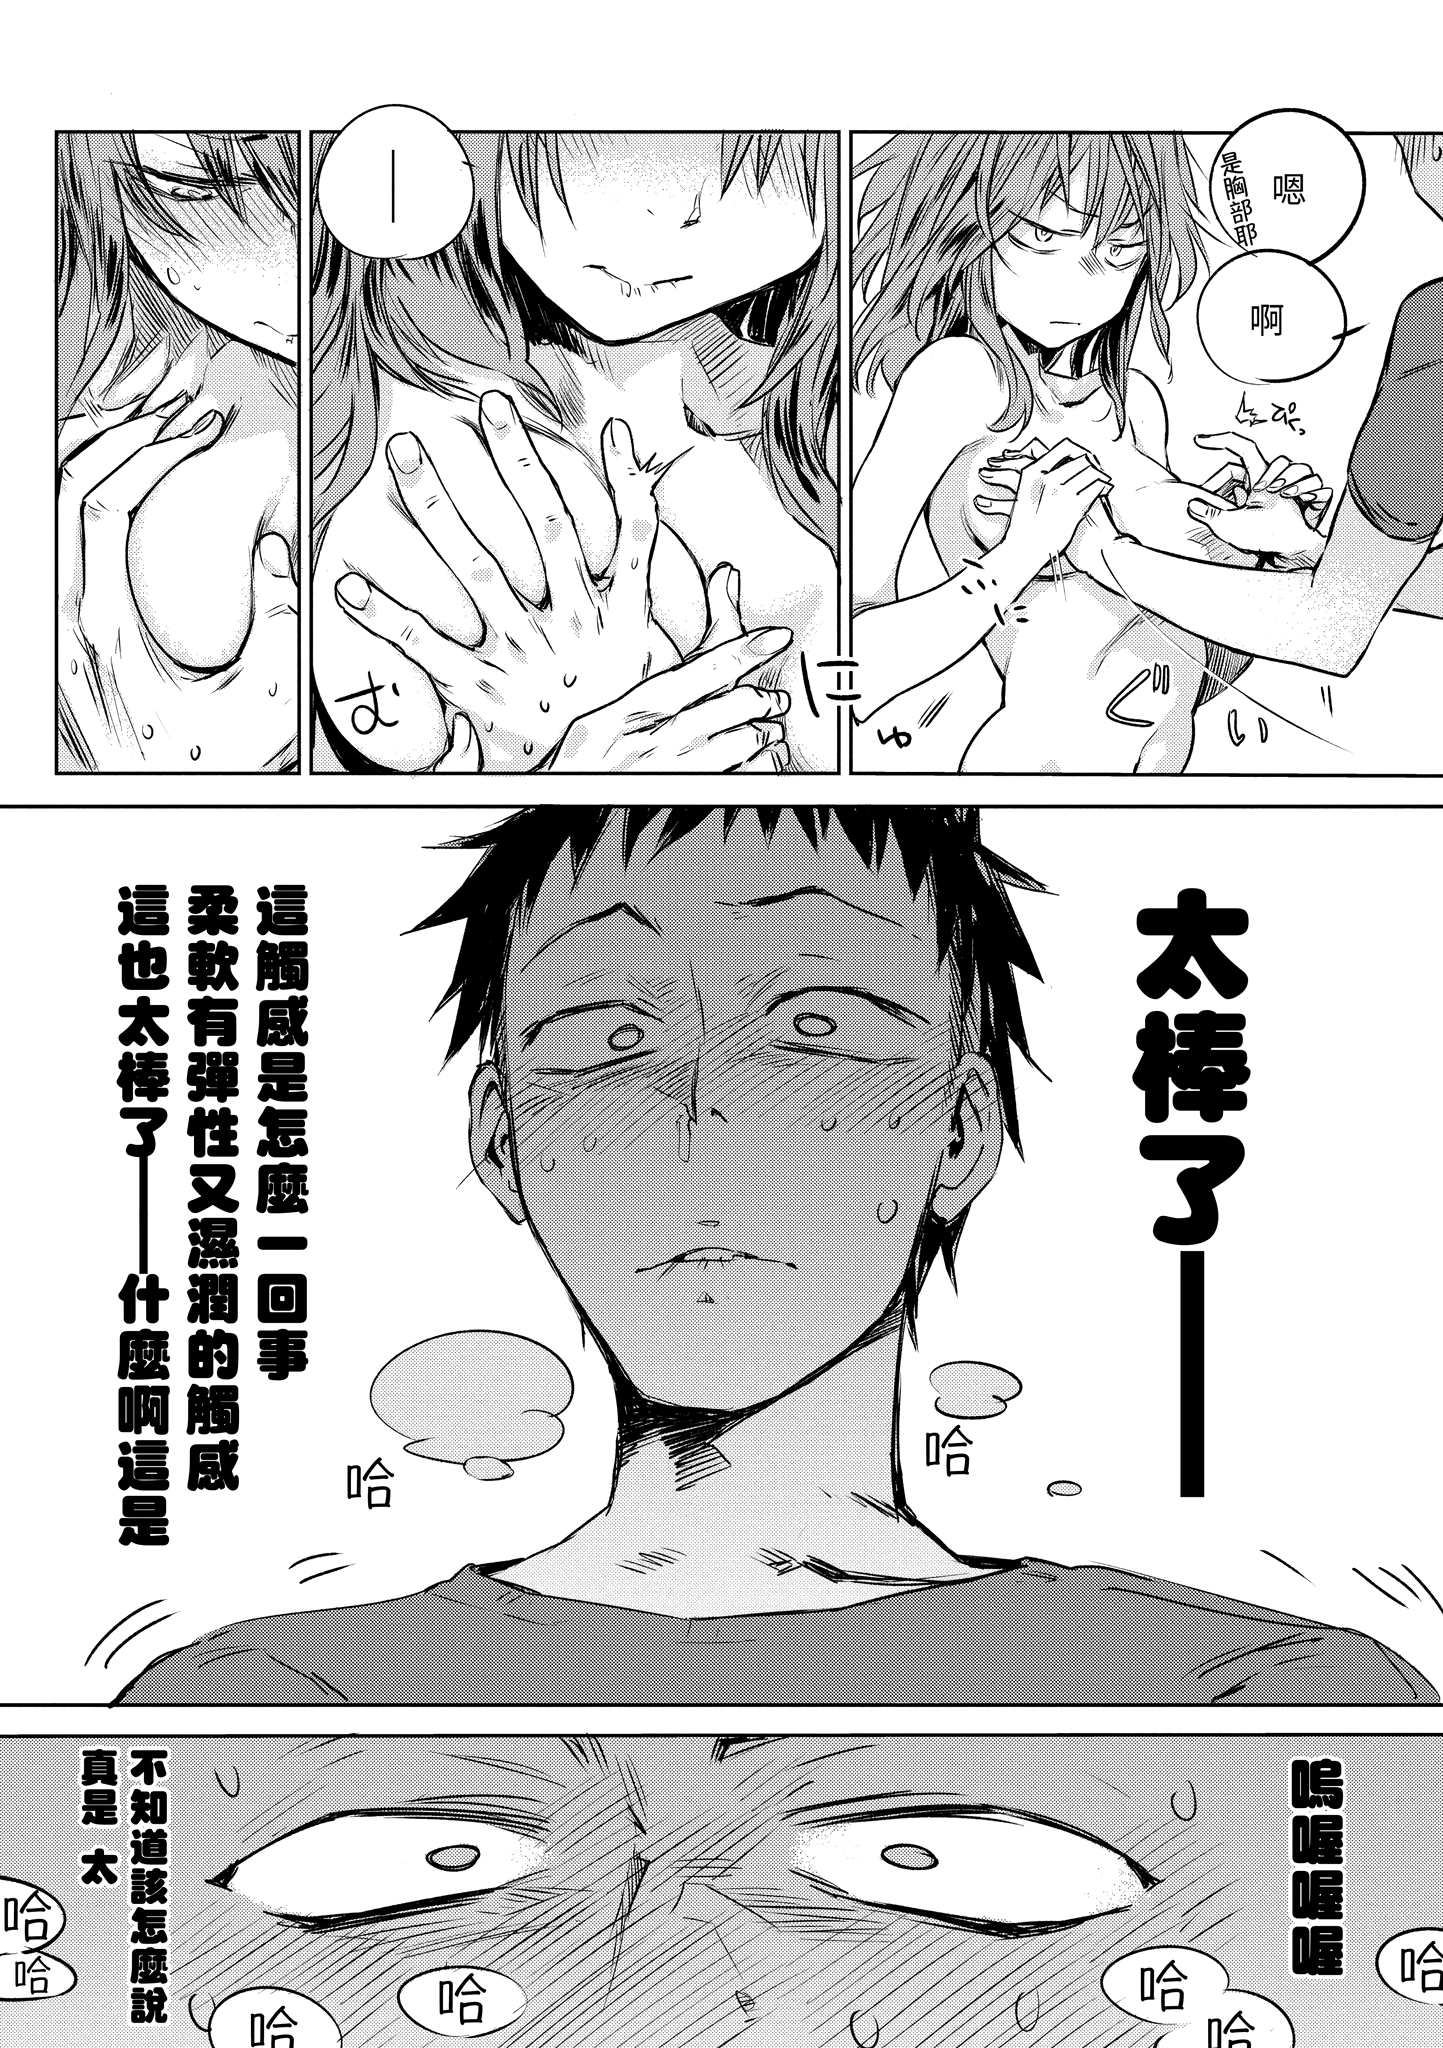 嗯
是胸部耶
啊
ぴっ
ぐい
にゅ
む
太棒了――
這觸感是怎麼一回事
柔軟有彈性又濕潤的觸感
這也太棒了――什麼啊這是
哈
哈
嗚喔喔喔
不知道該怎麼說
真是 太
哈
哈
哈
哈
哈
哈
哈